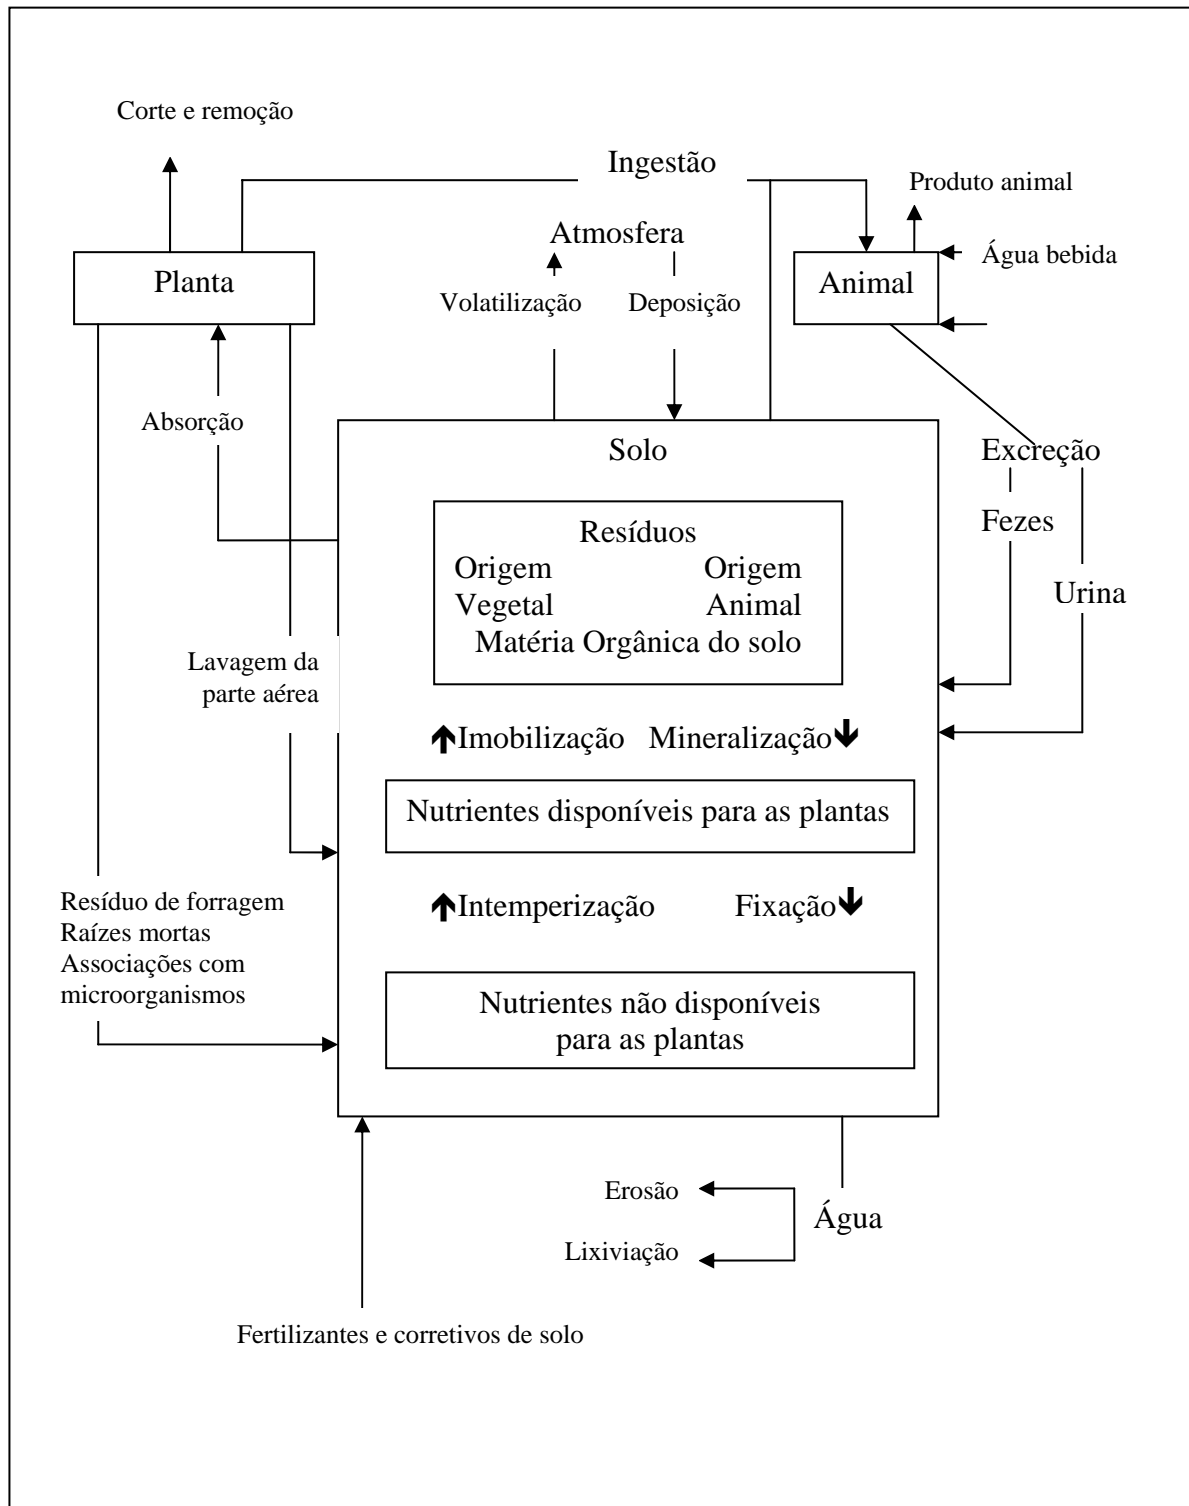 Corte e remoção
Ingestão
Produto animal
Atmosfera
Água bebida
Planta
Animal
Volatilização
Deposição
Absorção
Solo
Excreção
Fezes
Resíduos
Origem Origem
Vegetal Animal
Matéria Orgânica do solo
Urina
Lavagem da
parte aérea
Imobilização Mineralização
Nutrientes disponíveis para as plantas
Resíduo de forragem
Raízes mortas
Associações com
microorganismos
Intemperização Fixação
Nutrientes não disponíveis
para as plantas
Erosão
Água
Lixiviação
Fertilizantes e corretivos de solo